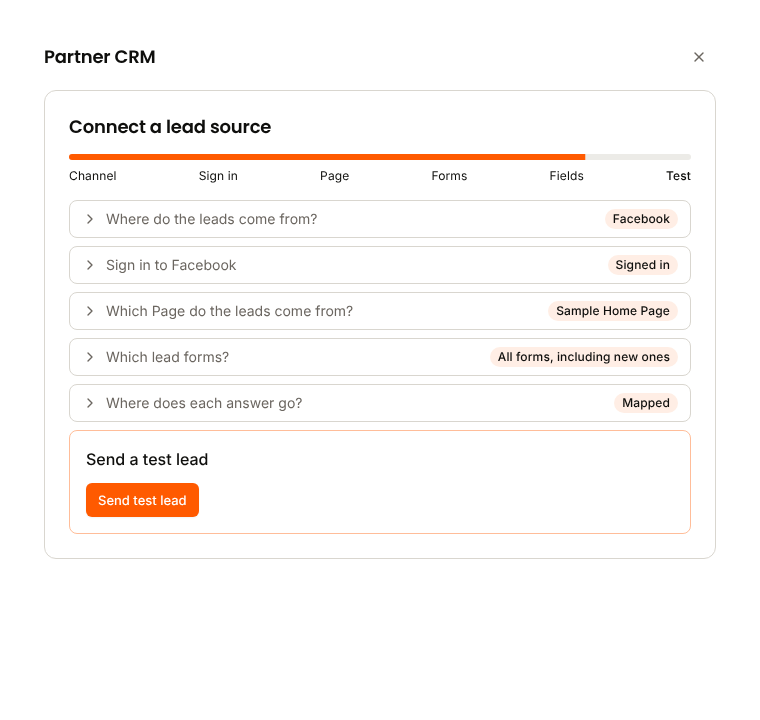 Partner CRM
Connect a lead source
Channel Sign in Page Forms Fields Test
Where do the leads come from? Facebook
Sign in to Facebook Signed in
Which Page do the leads come from? Sample Home Page
Which lead forms? All forms, including new ones
Where does each answer go? Mapped
Send a test lead
Send test lead